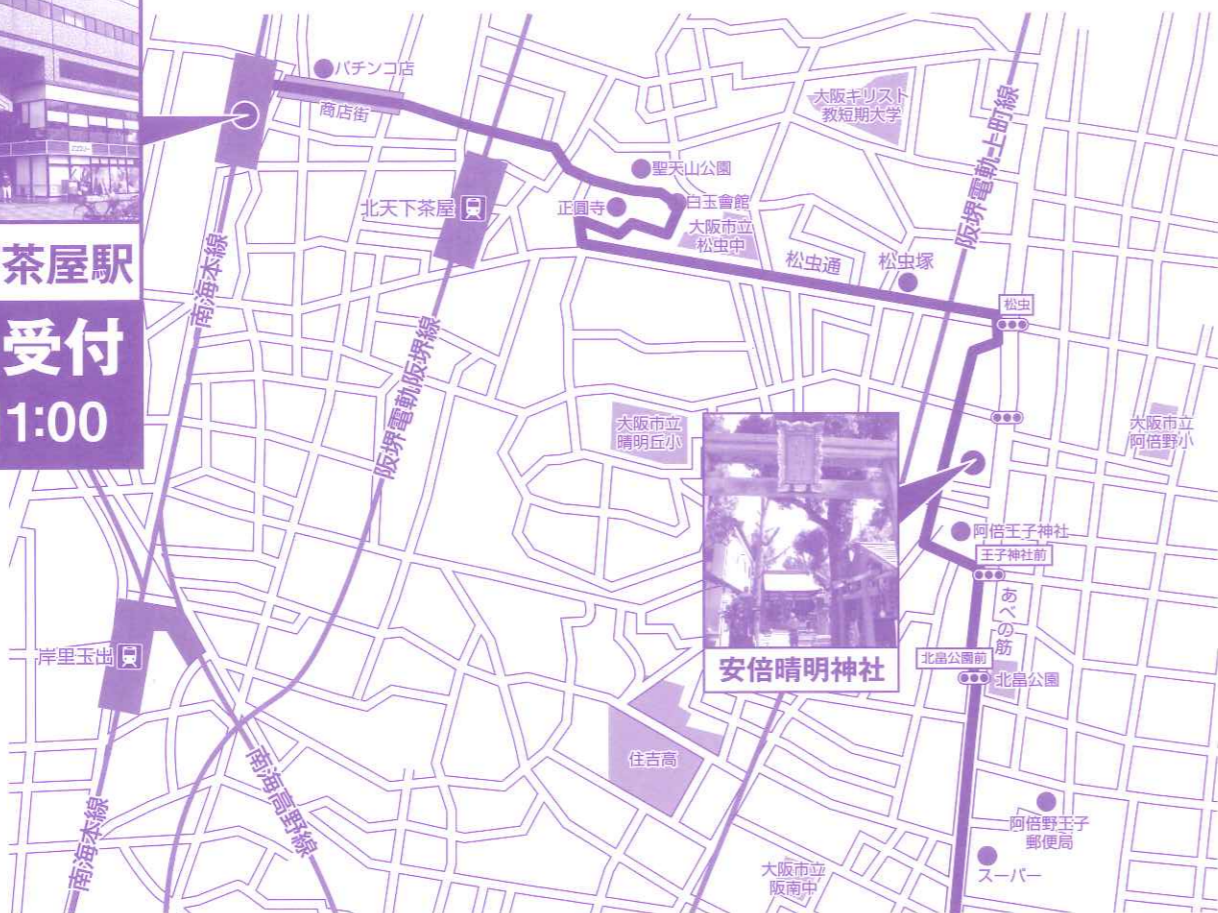 茶屋駅
受付
1:00
パチンコ店
商店街
大阪キリスト
教短期大学
阪堺電軌上町線
聖天山公園
北天下茶屋
正圓寺
白玉會館
大阪市立
松虫中
松虫通
松虫塚
南海本線
松虫
阪堺電軌阪堺線
大阪市立
晴明丘小
大阪市立
阿倍野小
阿倍王子神社
王子神社前
あべの筋
岸里玉出
安倍晴明神社
北畠公園前
北畠公園
住吉高
南海高野線
南海本線
阿倍野王子
郵便局
大阪市立
阪南中
スーパー